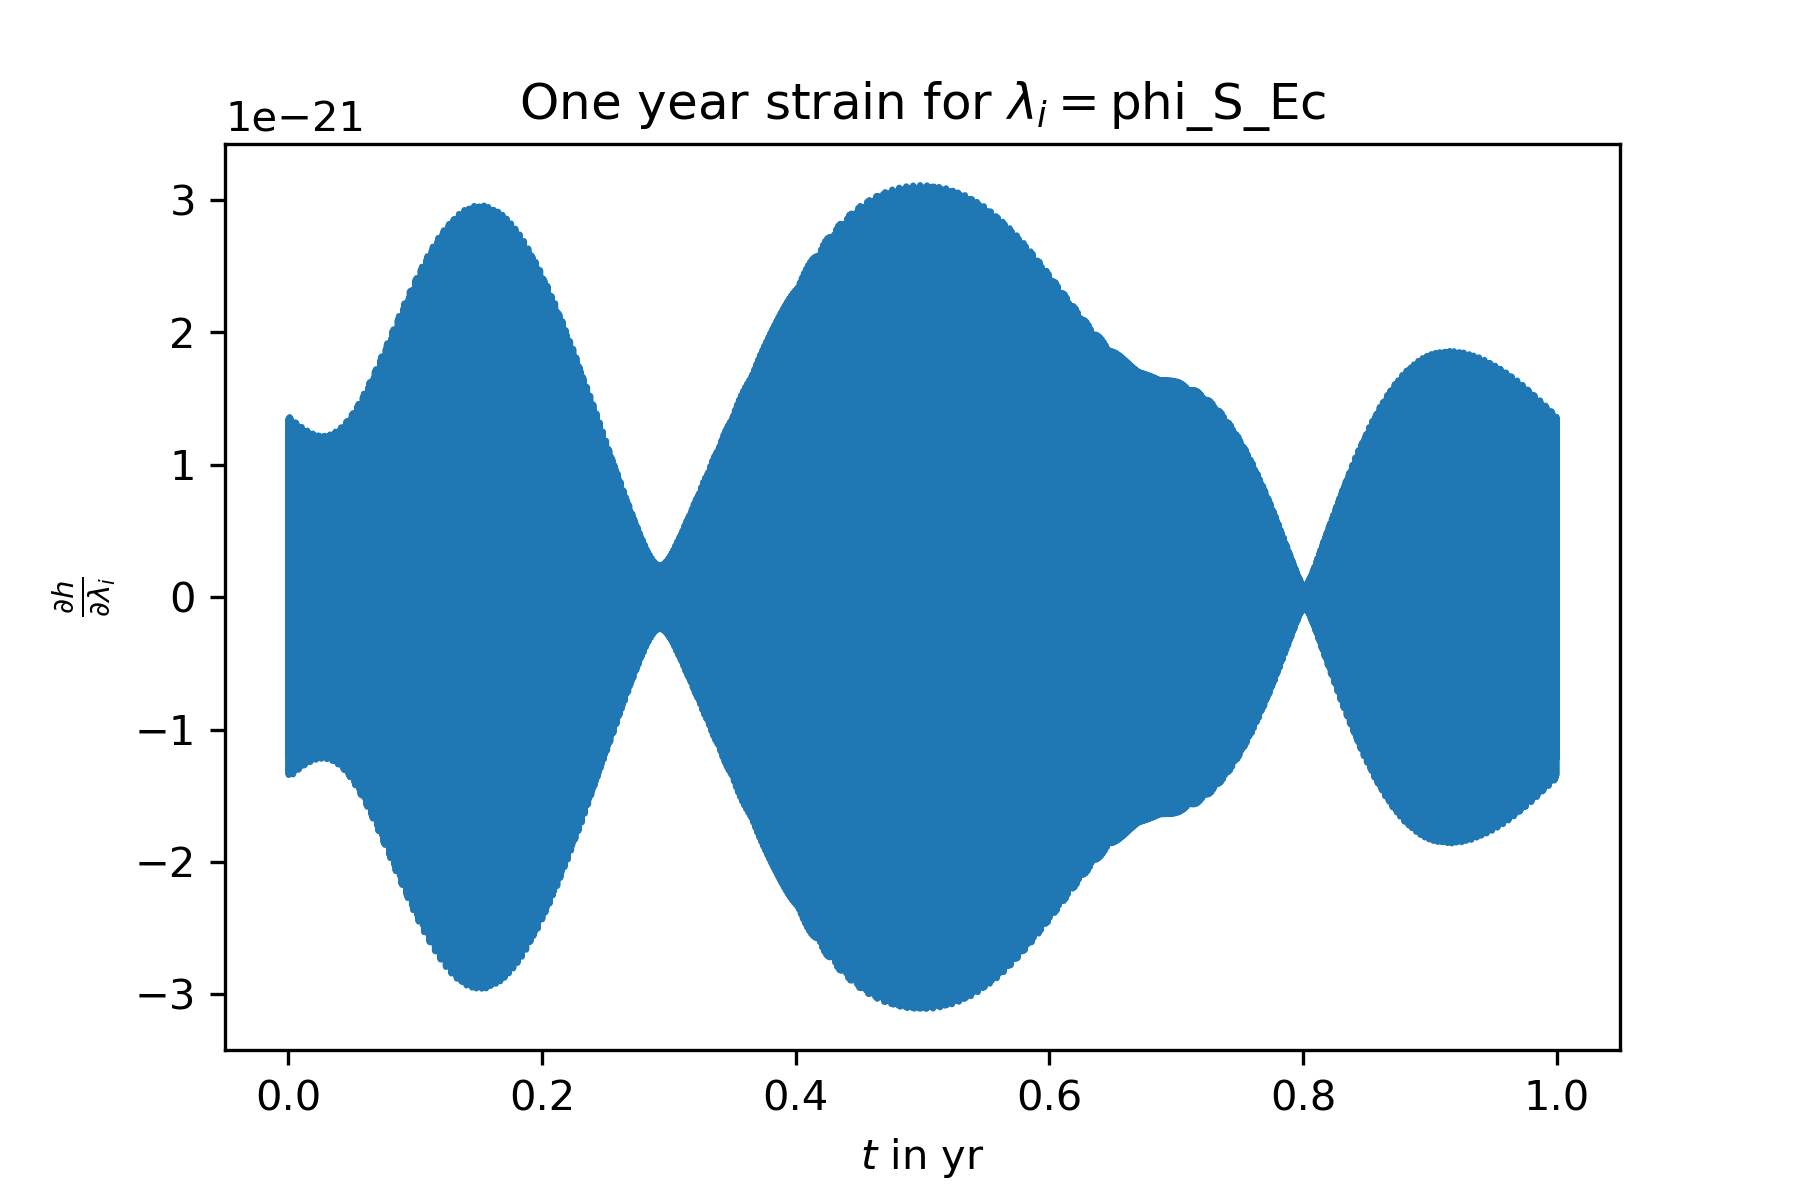 One year strain for λᵢ = phi_S_Ec
1e−21
3
2
1
0
−1
−2
−3
∂h/∂λᵢ
0.0 0.2 0.4 0.6 0.8 1.0
t in yr